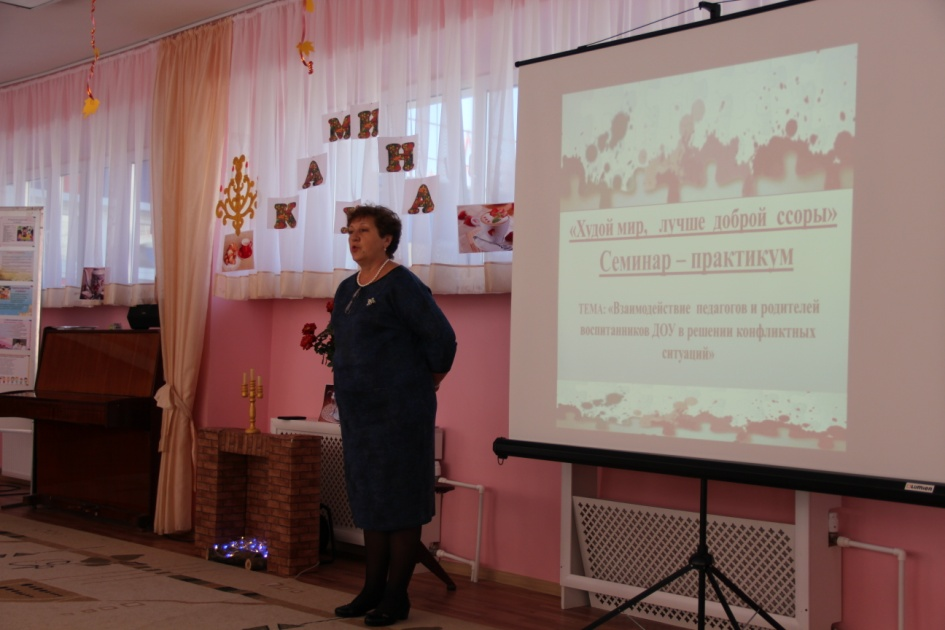 М И
А Н
К А
«Худой мир, лучше доброй ссоры»
Семинар – практикум
ТЕМА: «Взаимодействие педагогов и родителей
воспитанников ДОУ в решении конфликтных
ситуаций»